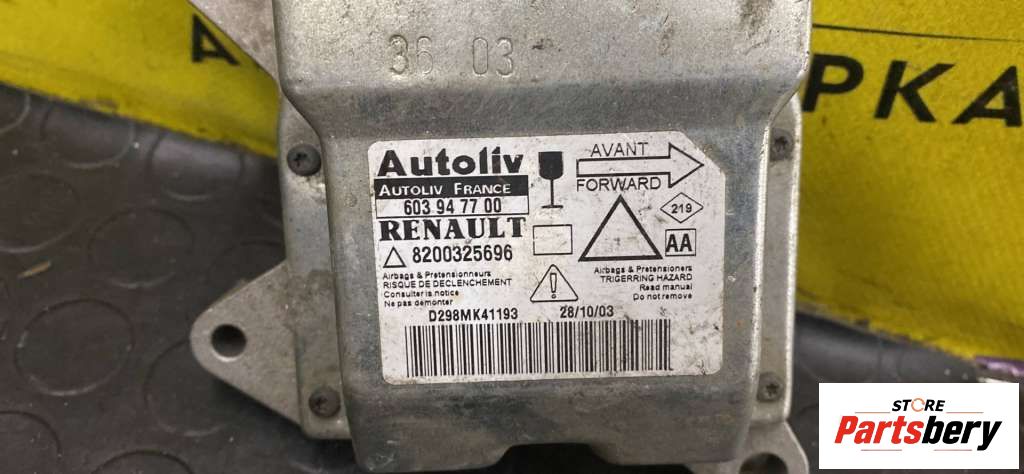 А
РКА
36 03
Autoliv
AUTOLIV FRANCE
603 94 77 00
RENAULT
8200325696
AVANT
FORWARD
219
AA
Airbags & Pretensionneurs
RISQUE DE DECLENCHEMENT
Consulter la notice
Ne pas demonter
Airbags & Pretensioners
TRIGERRING HAZARD
Read manual
Do not remove
D298MK41193 28/10/03
STORE
Partsbery